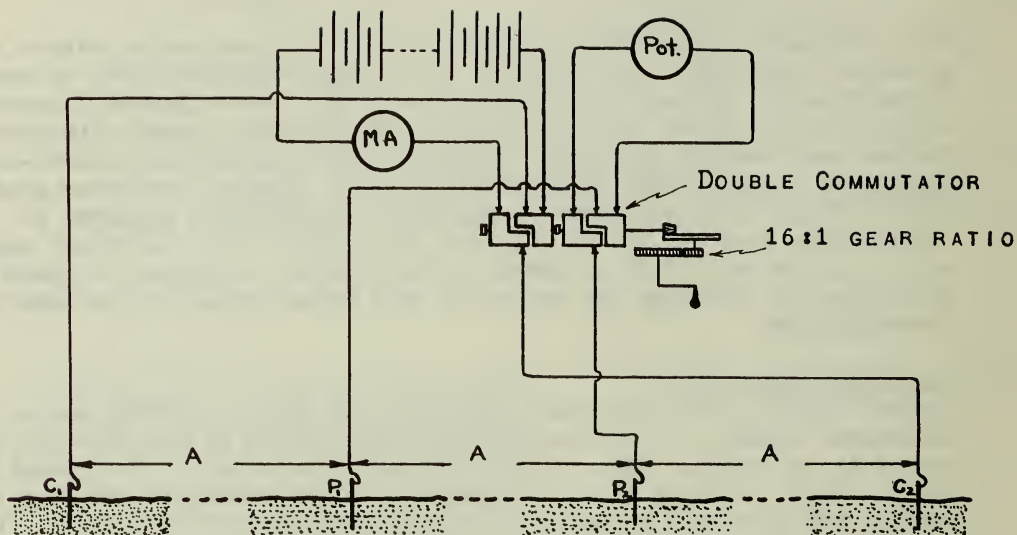 Pot.
MA
DOUBLE COMMUTATOR
16:1 GEAR RATIO
A A A
C₁ P₁ P₂ C₂